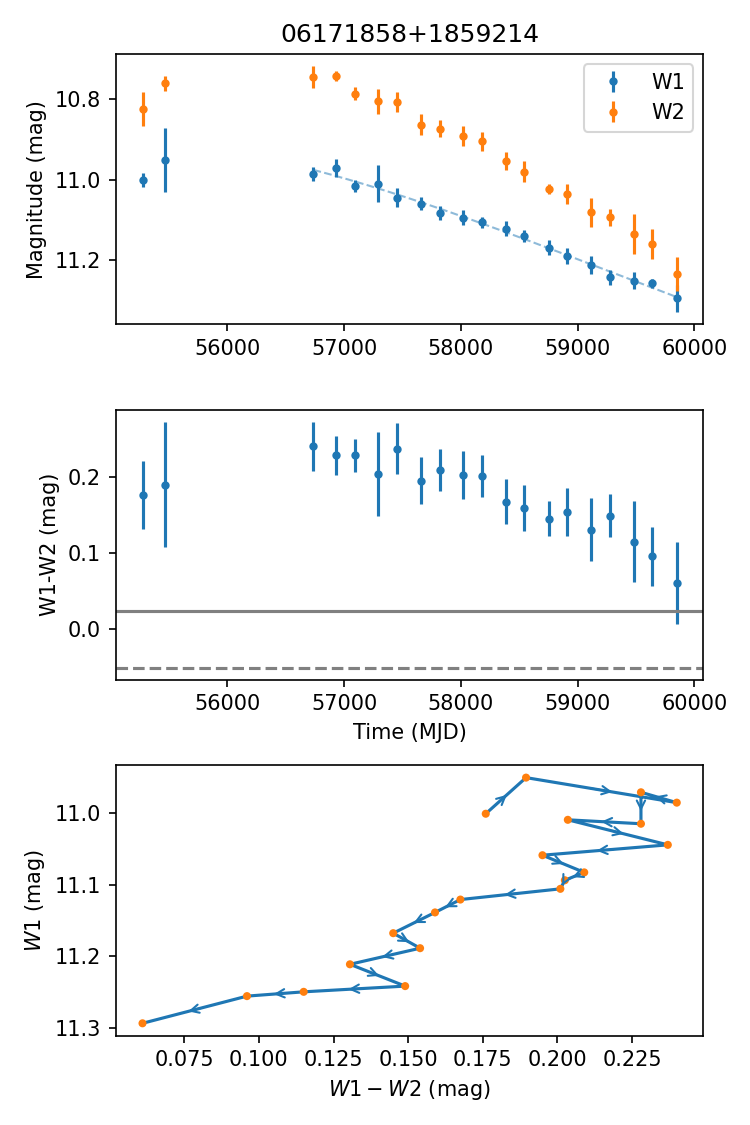 06171858+1859214
Magnitude (mag)
10.8
11.0
11.2
W1
W2
56000 57000 58000 59000 60000
W1-W2 (mag)
0.2
0.1
0.0
56000 57000 58000 59000 60000
Time (MJD)
W1 (mag)
11.0
11.1
11.2
11.3
0.075 0.100 0.125 0.150 0.175 0.200 0.225
W1 − W2 (mag)